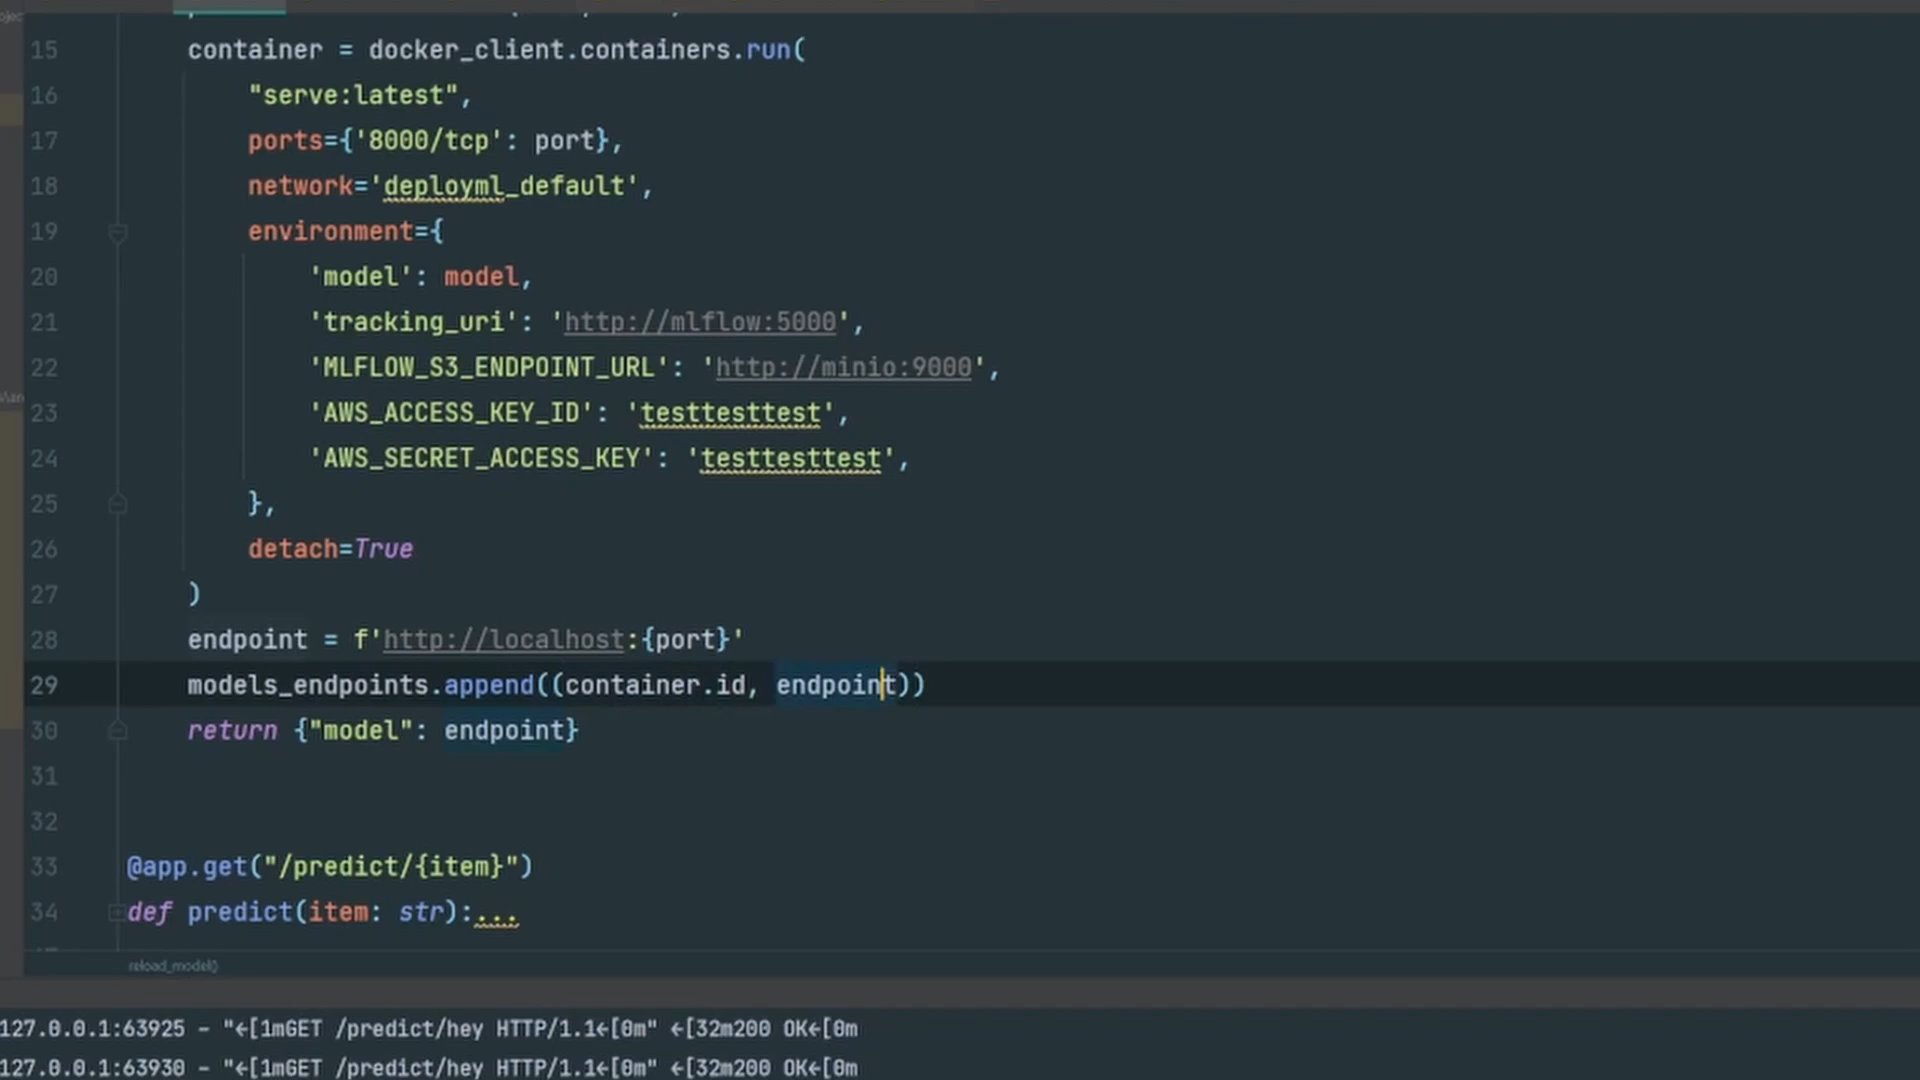 15 container = docker_client.containers.run(
16 "serve:latest",
17 ports={'8000/tcp': port},
18 network='deployml_default',
19 environment={
20 'model': model,
21 'tracking_uri': 'http://mlflow:5000',
22 'MLFLOW_S3_ENDPOINT_URL': 'http://minio:9000',
23 'AWS_ACCESS_KEY_ID': 'testtesttest',
24 'AWS_SECRET_ACCESS_KEY': 'testtesttest',
25 },
26 detach=True
27 )
28 endpoint = f'http://localhost:{port}'
29 models_endpoints.append((container.id, endpoint))
30 return {"model": endpoint}
31
32
33 @app.get("/predict/{item}")
34 def predict(item: str):...
reload_model()
127.0.0.1:63925 - "←[1mGET /predict/hey HTTP/1.1←[0m" ←[32m200 OK←[0m
127.0.0.1:63930 - "←[1mGET /predict/hey HTTP/1.1←[0m" ←[32m200 OK←[0m